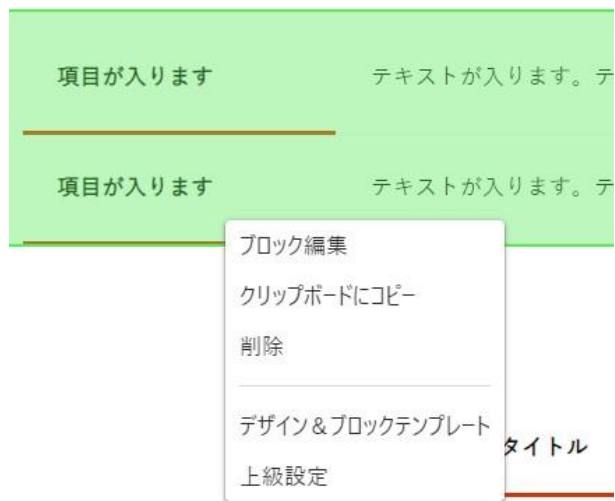 項目が入ります
テキストが入ります。テ
項目が入ります
テキストが入ります。テ
ブロック編集
クリップボードにコピー
削除
デザイン＆ブロックテンプレート
タイトル
上級設定